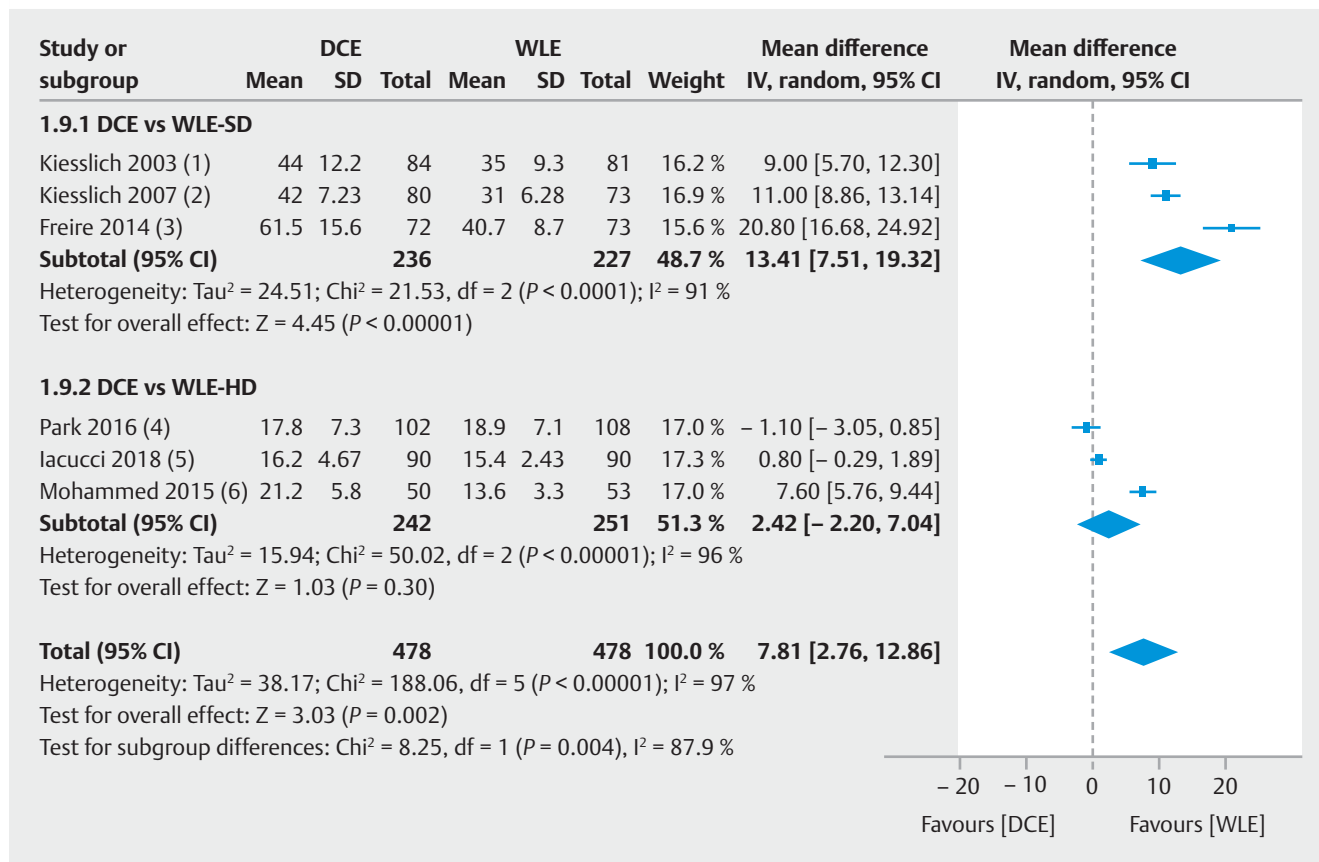 Study or DCE WLE Mean difference Mean difference
subgroup Mean SD Total Mean SD Total Weight IV, random, 95% CI IV, random, 95% CI
1.9.1 DCE vs WLE-SD
Kiesslich 2003 (1) 44 12.2 84 35 9.3 81 16.2 % 9.00 [5.70, 12.30]
Kiesslich 2007 (2) 42 7.23 80 31 6.28 73 16.9 % 11.00 [8.86, 13.14]
Freire 2014 (3) 61.5 15.6 72 40.7 8.7 73 15.6 % 20.80 [16.68, 24.92]
Subtotal (95% CI) 236 227 48.7 % 13.41 [7.51, 19.32]
Heterogeneity: Tau² = 24.51; Chi² = 21.53, df = 2 (P < 0.0001); I² = 91 %
Test for overall effect: Z = 4.45 (P < 0.00001)
1.9.2 DCE vs WLE-HD
Park 2016 (4) 17.8 7.3 102 18.9 7.1 108 17.0 % – 1.10 [– 3.05, 0.85]
Iacucci 2018 (5) 16.2 4.67 90 15.4 2.43 90 17.3 % 0.80 [– 0.29, 1.89]
Mohammed 2015 (6) 21.2 5.8 50 13.6 3.3 53 17.0 % 7.60 [5.76, 9.44]
Subtotal (95% CI) 242 251 51.3 % 2.42 [– 2.20, 7.04]
Heterogeneity: Tau² = 15.94; Chi² = 50.02, df = 2 (P < 0.00001); I² = 96 %
Test for overall effect: Z = 1.03 (P = 0.30)
Total (95% CI) 478 478 100.0 % 7.81 [2.76, 12.86]
Heterogeneity: Tau² = 38.17; Chi² = 188.06, df = 5 (P < 0.00001); I² = 97 %
Test for overall effect: Z = 3.03 (P = 0.002)
Test for subgroup differences: Chi² = 8.25, df = 1 (P = 0.004), I² = 87.9 %
– 20 – 10 0 10 20
Favours [DCE] Favours [WLE]